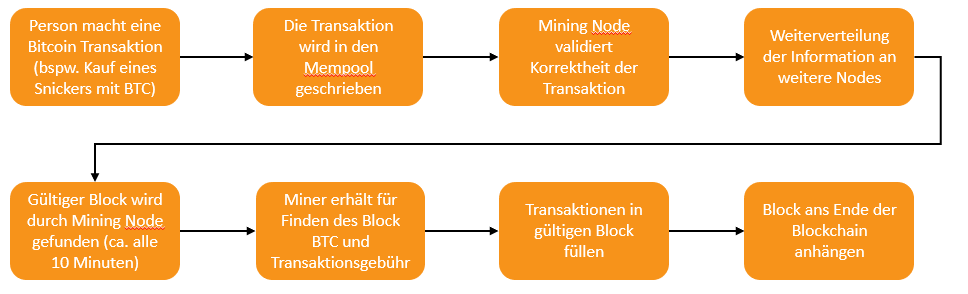 Person macht eine
Bitcoin Transaktion
(bspw. Kauf eines
Snickers mit BTC)
Die Transaktion
wird in den
Mempool
geschrieben
Mining Node
validiert
Korrektheit der
Transaktion
Weiterverteilung
der Information an
weitere Nodes
Gültiger Block wird
durch Mining Node
gefunden (ca. alle
10 Minuten)
Miner erhält für
Finden des Block
BTC und
Transaktionsgebühr
Transaktionen in
gültigen Block
füllen
Block ans Ende der
Blockchain
anhängen